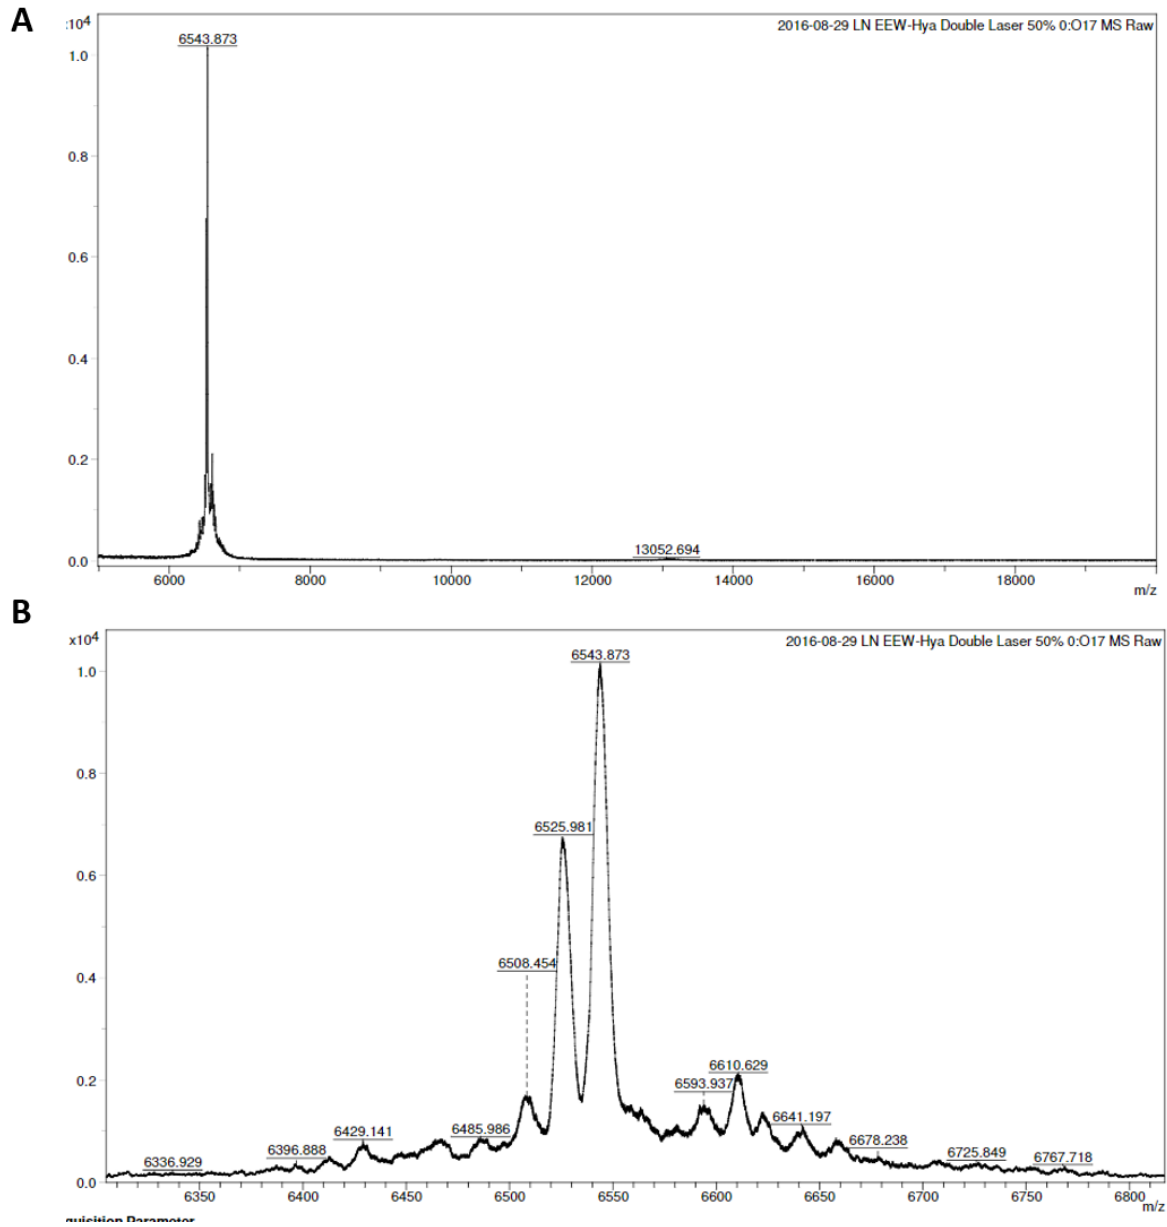 A
:10⁴
2016-08-29 LN EEW-Hya Double Laser 50% 0:O17 MS Raw
6543.873
1.0
0.8
0.6
0.4
0.2
13052.694
0.0
6000 8000 10000 12000 14000 16000 18000
m/z
B
x10⁴
2016-08-29 LN EEW-Hya Double Laser 50% 0:O17 MS Raw
6543.873
1.0
6525.981
0.8
0.6
6508.454
0.4
6610.629
0.2
6593.937
6641.197
6429.141 6485.986
6678.238
6396.888 6725.849
6336.929 6767.718
0.0
6350 6400 6450 6500 6550 6600 6650 6700 6750 6800
m/z
quisition Parameter